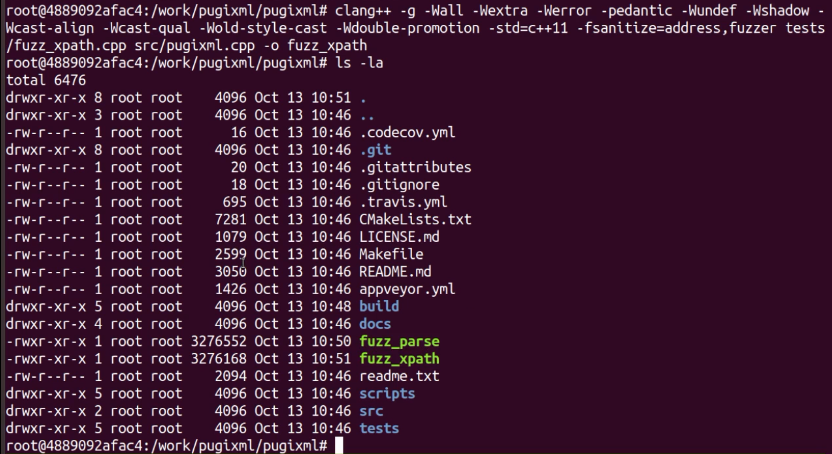 root@4889092afac4:/work/pugixml/pugixml# clang++ -g -Wall -Wextra -Werror -pedantic -Wundef -Wshadow -
Wcast-align -Wcast-qual -Wold-style-cast -Wdouble-promotion -std=c++11 -fsanitize=address,fuzzer tests
/fuzz_xpath.cpp src/pugixml.cpp -o fuzz_xpath
root@4889092afac4:/work/pugixml/pugixml# ls -la
total 6476
drwxr-xr-x 8 root root    4096 Oct 13 10:51 .
drwxr-xr-x 3 root root    4096 Oct 13 10:46 ..
-rw-r--r-- 1 root root      16 Oct 13 10:46 .codecov.yml
drwxr-xr-x 8 root root    4096 Oct 13 10:46 .git
-rw-r--r-- 1 root root      20 Oct 13 10:46 .gitattributes
-rw-r--r-- 1 root root      18 Oct 13 10:46 .gitignore
-rw-r--r-- 1 root root     695 Oct 13 10:46 .travis.yml
-rw-r--r-- 1 root root    7281 Oct 13 10:46 CMakeLists.txt
-rw-r--r-- 1 root root    1079 Oct 13 10:46 LICENSE.md
-rw-r--r-- 1 root root    2599 Oct 13 10:46 Makefile
-rw-r--r-- 1 root root    3050 Oct 13 10:46 README.md
-rw-r--r-- 1 root root    1426 Oct 13 10:46 appveyor.yml
drwxr-xr-x 5 root root    4096 Oct 13 10:48 build
drwxr-xr-x 4 root root    4096 Oct 13 10:46 docs
-rwxr-xr-x 1 root root 3276552 Oct 13 10:50 fuzz_parse
-rwxr-xr-x 1 root root 3276168 Oct 13 10:51 fuzz_xpath
-rw-r--r-- 1 root root    2094 Oct 13 10:46 readme.txt
drwxr-xr-x 5 root root    4096 Oct 13 10:46 scripts
drwxr-xr-x 2 root root    4096 Oct 13 10:46 src
drwxr-xr-x 5 root root    4096 Oct 13 10:46 tests
root@4889092afac4:/work/pugixml/pugixml#